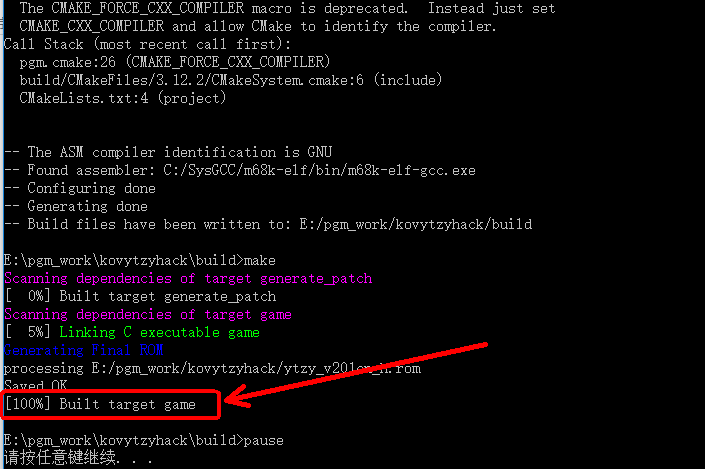 The CMAKE_FORCE_CXX_COMPILER macro is deprecated.  Instead just set
CMAKE_CXX_COMPILER and allow CMake to identify the compiler.
Call Stack (most recent call first):
pgm.cmake:26 (CMAKE_FORCE_CXX_COMPILER)
build/CMakeFiles/3.12.2/CMakeSystem.cmake:6 (include)
CMakeLists.txt:4 (project)
-- The ASM compiler identification is GNU
-- Found assembler: C:/SysGCC/m68k-elf/bin/m68k-elf-gcc.exe
-- Configuring done
-- Generating done
-- Build files have been written to: E:/pgm_work/kovytzyhack/build
E:\pgm_work\kovytzyhack\build>make
Scanning dependencies of target generate_patch
[  0%] Built target generate_patch
Scanning dependencies of target game
[  5%] Linking C executable game
Generating Final ROM
processing E:/pgm_work/kovytzyhack/ytzy_v201cn_h.rom
Saved OK
[100%] Built target game
E:\pgm_work\kovytzyhack\build>pause
请按任意键继续. . .